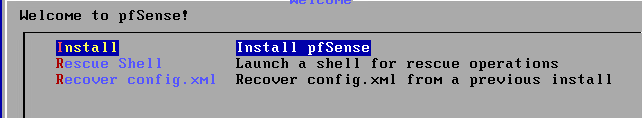 Welcome
Welcome to pfSense!
Install Install pfSense
Rescue Shell Launch a shell for rescue operations
Recover config.xml Recover config.xml from a previous install